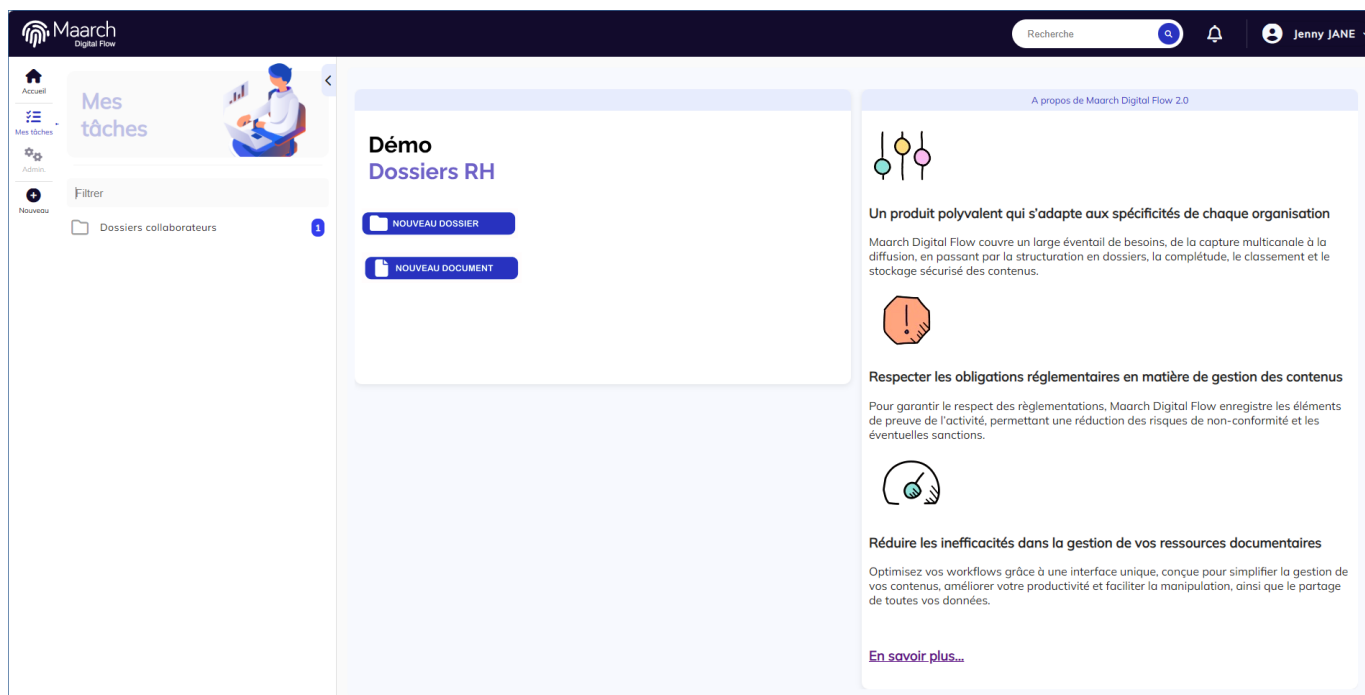 Maarch
Digital Flow
Recherche
Jenny JANE
Accueil
Mes tâches
Admin.
Nouveau
Mes
tâches
Filtrer
Dossiers collaborateurs
1
Démo
Dossiers RH
NOUVEAU DOSSIER
NOUVEAU DOCUMENT
A propos de Maarch Digital Flow 2.0
Un produit polyvalent qui s’adapte aux spécificités de chaque organisation
Maarch Digital Flow couvre un large éventail de besoins, de la capture multicanale à la
diffusion, en passant par la structuration en dossiers, la complétude, le classement et le
stockage sécurisé des contenus.
Respecter les obligations réglementaires en matière de gestion des contenus
Pour garantir le respect des règlementations, Maarch Digital Flow enregistre les éléments
de preuve de l’activité, permettant une réduction des risques de non-conformité et les
éventuelles sanctions.
Réduire les inefficacités dans la gestion de vos ressources documentaires
Optimisez vos workflows grâce à une interface unique, conçue pour simplifier la gestion de
vos contenus, améliorer votre productivité et faciliter la manipulation, ainsi que le partage
de toutes vos données.
En savoir plus...